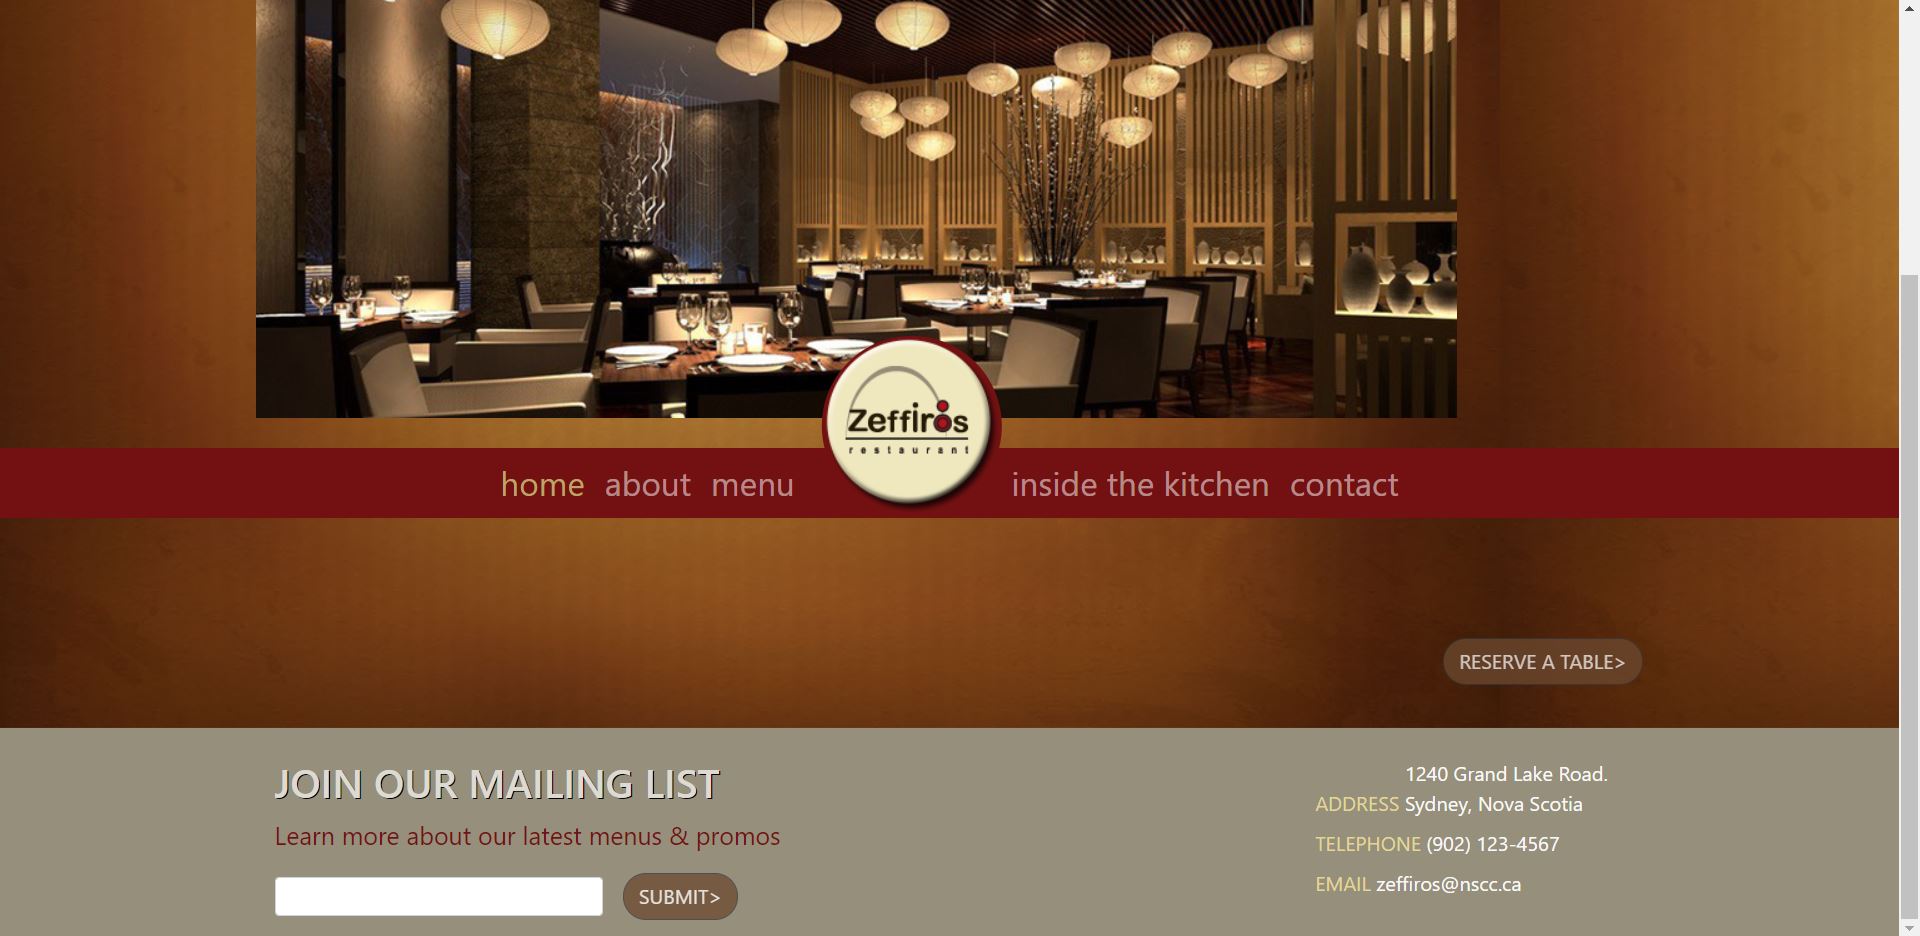 Zeffiros
restaurant
home about menu inside the kitchen contact
RESERVE A TABLE>
JOIN OUR MAILING LIST
Learn more about our latest menus & promos
SUBMIT>
1240 Grand Lake Road.
ADDRESS Sydney, Nova Scotia
TELEPHONE (902) 123-4567
EMAIL zeffiros@nscc.ca